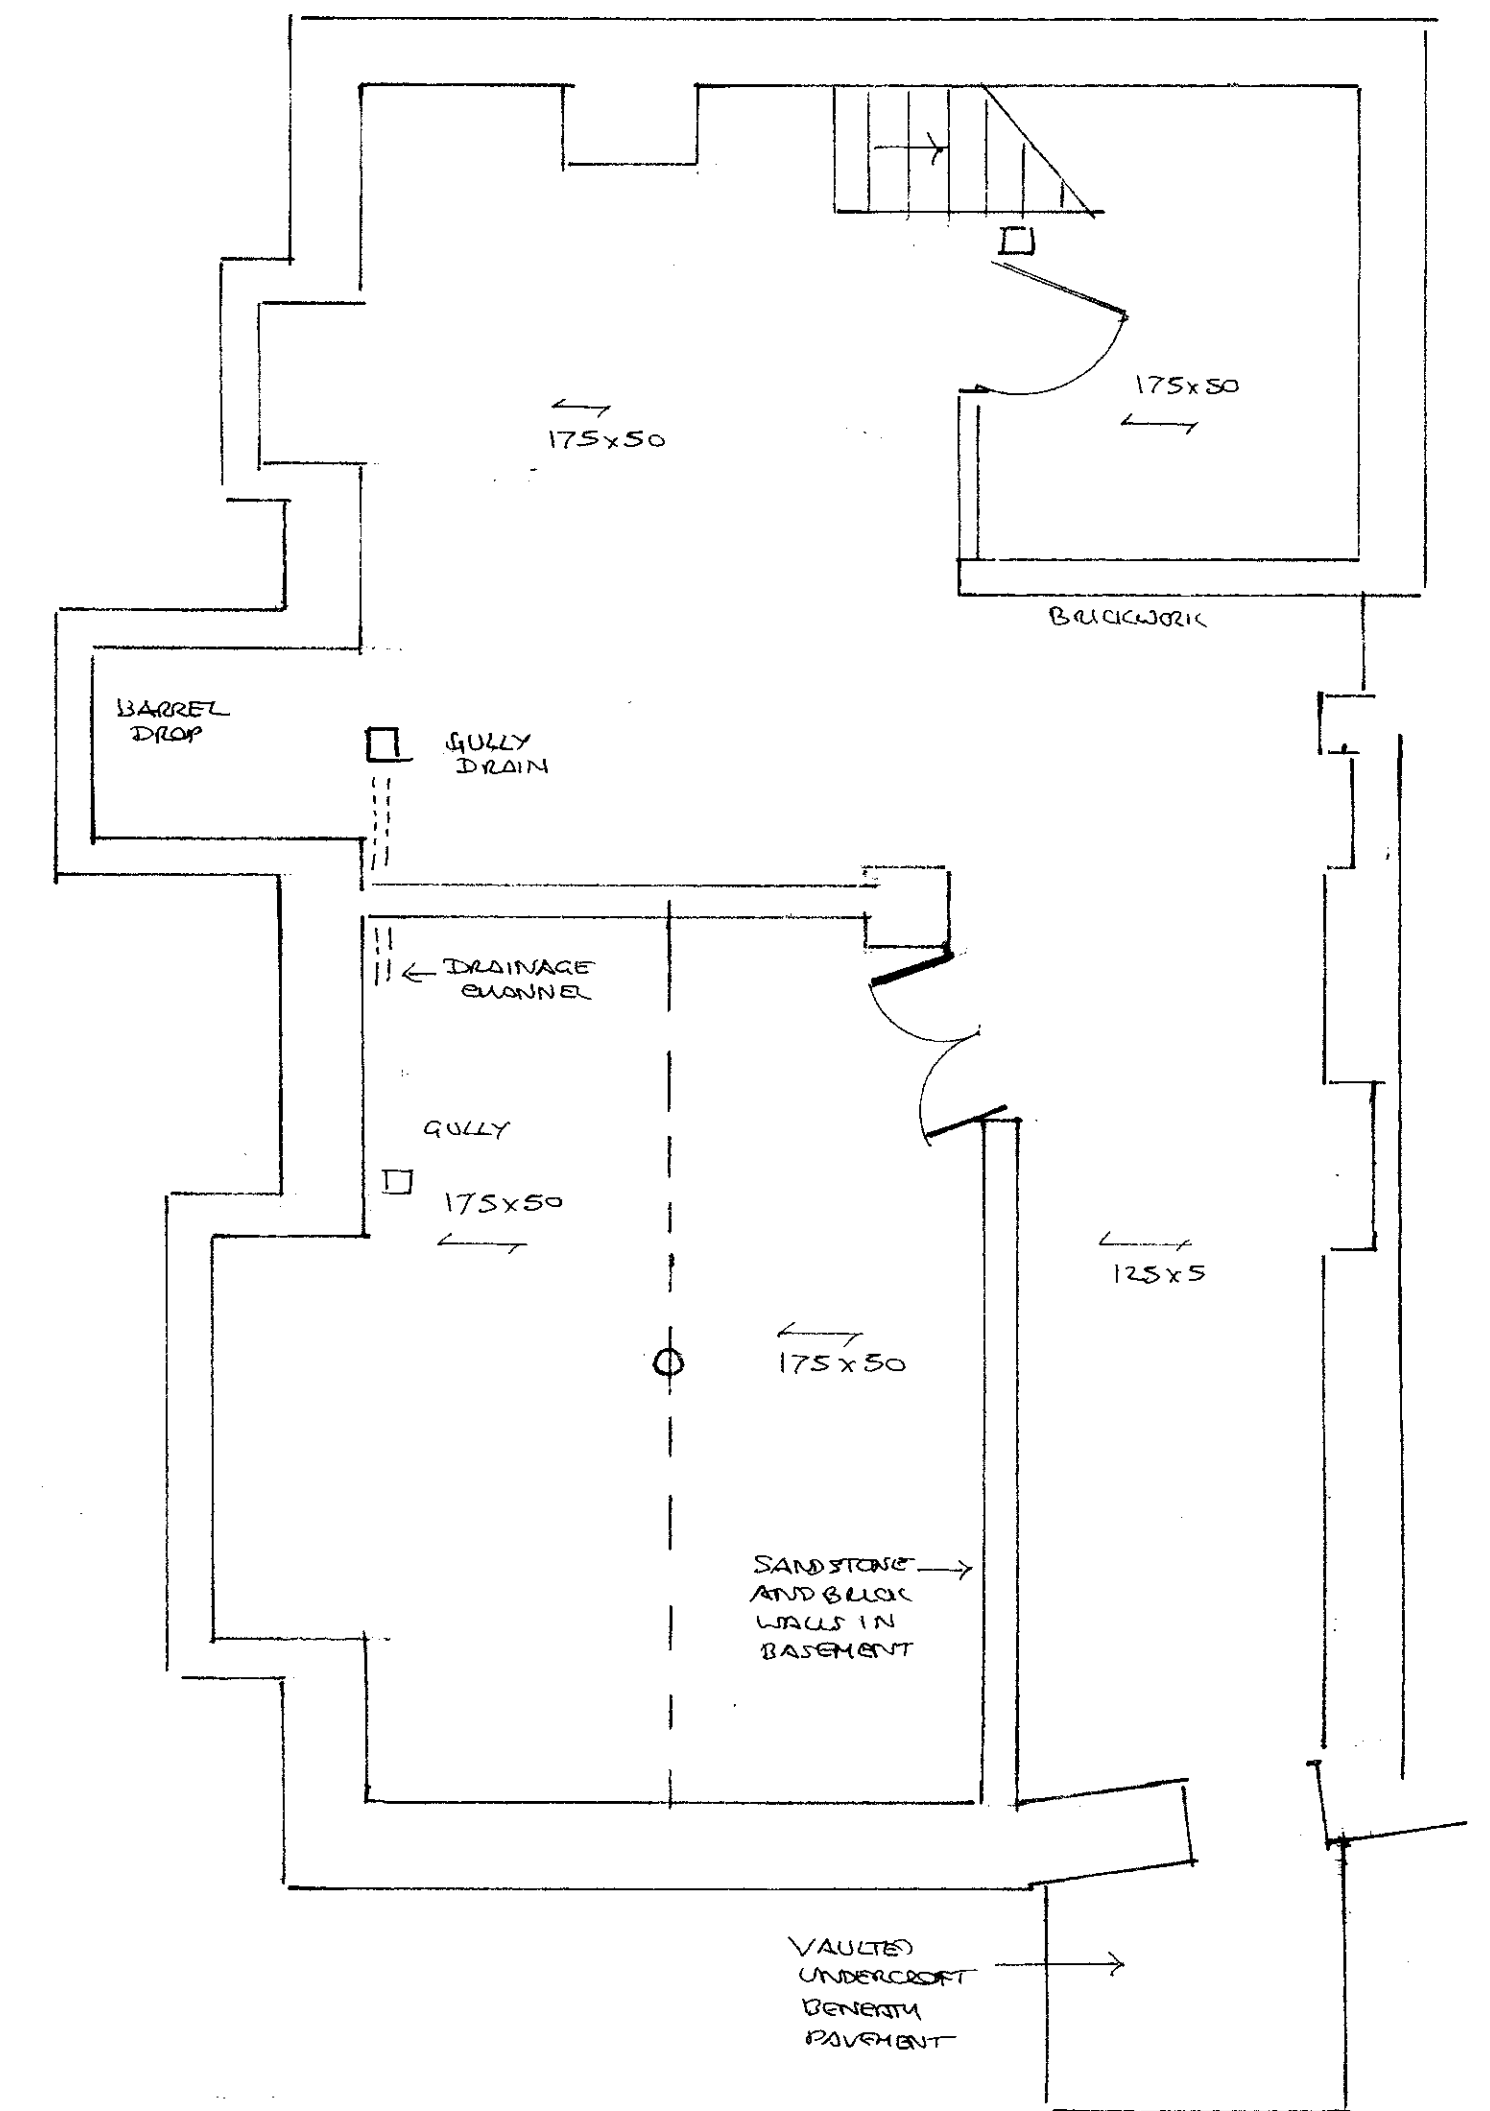 175x50
175x50
BRICKWORK
BARREL
DROP
GULLY
DRAIN
DRAINAGE
CHANNEL
GULLY
175x50
125x5
175x50
SANDSTONE
AND BRICK
WALLS IN
BASEMENT
VAULTED
UNDERCROFT
BENEATH
PAVEMENT